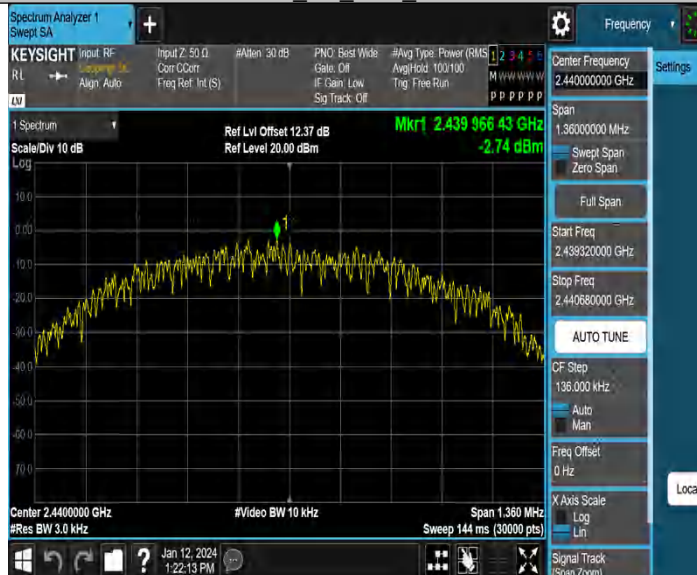 Spectrum Analyzer 1
Swept SA
+
Frequency
KEYSIGHT
RL
Input: RF
Align: Auto
Input Z: 50 Ω
Corr CCorr
Freq Ref: Int (S)
#Atten: 30 dB
PNO: Best Wide
Gate: Off
IF Gain: Low
Sig Track: Off
#Avg Type: Power (RMS
Avg|Hold: 100/100
Trig: Free Run
1 2 3 4 5 6
M W W W W W
P P P P P P
LW
1 Spectrum
Scale/Div 10 dB
Log
Ref Lvl Offset 12.37 dB
Ref Level 20.00 dBm
Mkr1 2.439 966 43 GHz
-2.74 dBm
10.0
0.00
-10.0
-20.0
-30.0
-40.0
-50.0
-60.0
-70.0
1
Center 2.4400000 GHz
#Res BW 3.0 kHz
#Video BW 10 kHz
Span 1.360 MHz
Sweep 144 ms (30000 pts)
Jan 12, 2024
1:22:13 PM
?
Center Frequency
2.440000000 GHz
Span
1.36000000 MHz
Swept Span
Zero Span
Full Span
Start Freq
2.439320000 GHz
Stop Freq
2.440680000 GHz
AUTO TUNE
CF Step
136.000 kHz
Auto
Man
Freq Offset
0 Hz
X Axis Scale
Log
Lin
Signal Track
(Span Zoom)
Settings
Loca